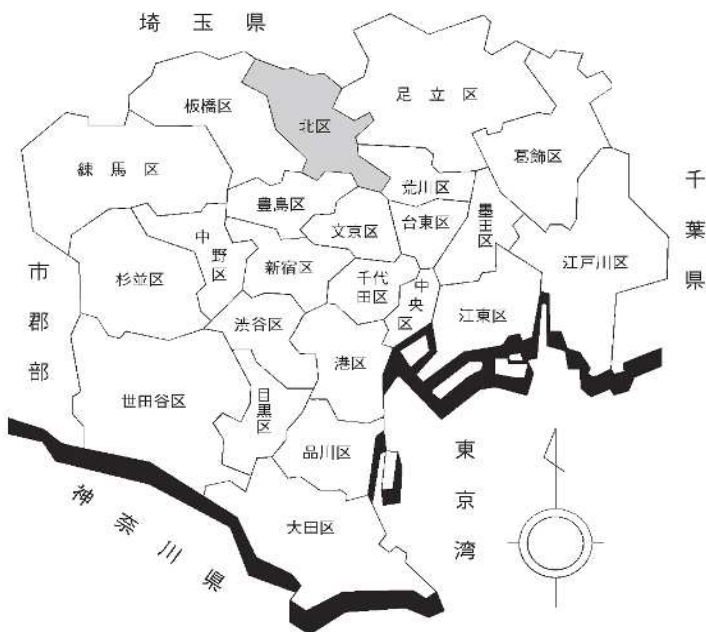 埼玉県
足立区
板橋区
北区
葛飾区
練馬区
荒川区
千葉県
豊島区
墨田区
文京区
台東区
中野区
江戸川区
新宿区
杉並区
千代
田区
中央区
市郡部
江東区
渋谷区
港区
世田谷区
目黒区
品川区
東京湾
神奈川県
大田区